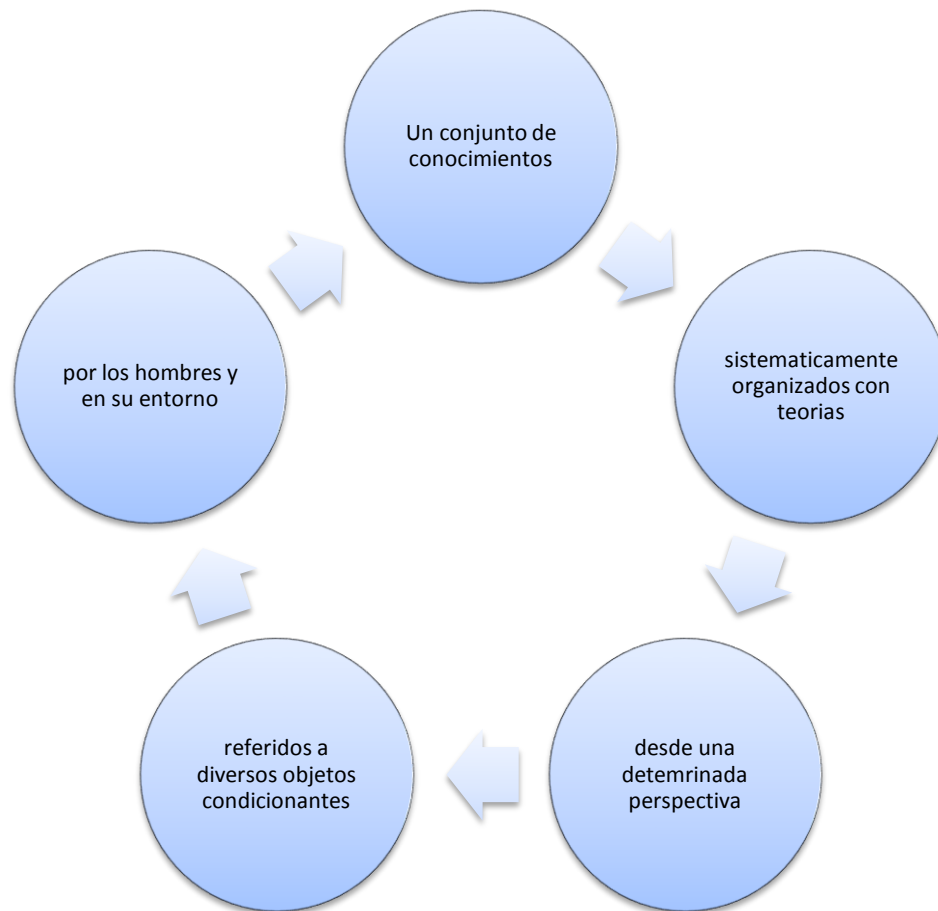 Un conjunto de
conocimientos
sistematicamente
organizados con
teorias
desde una
detemrinada
perspectiva
referidos a
diversos objetos
condicionantes
por los hombres y
en su entorno